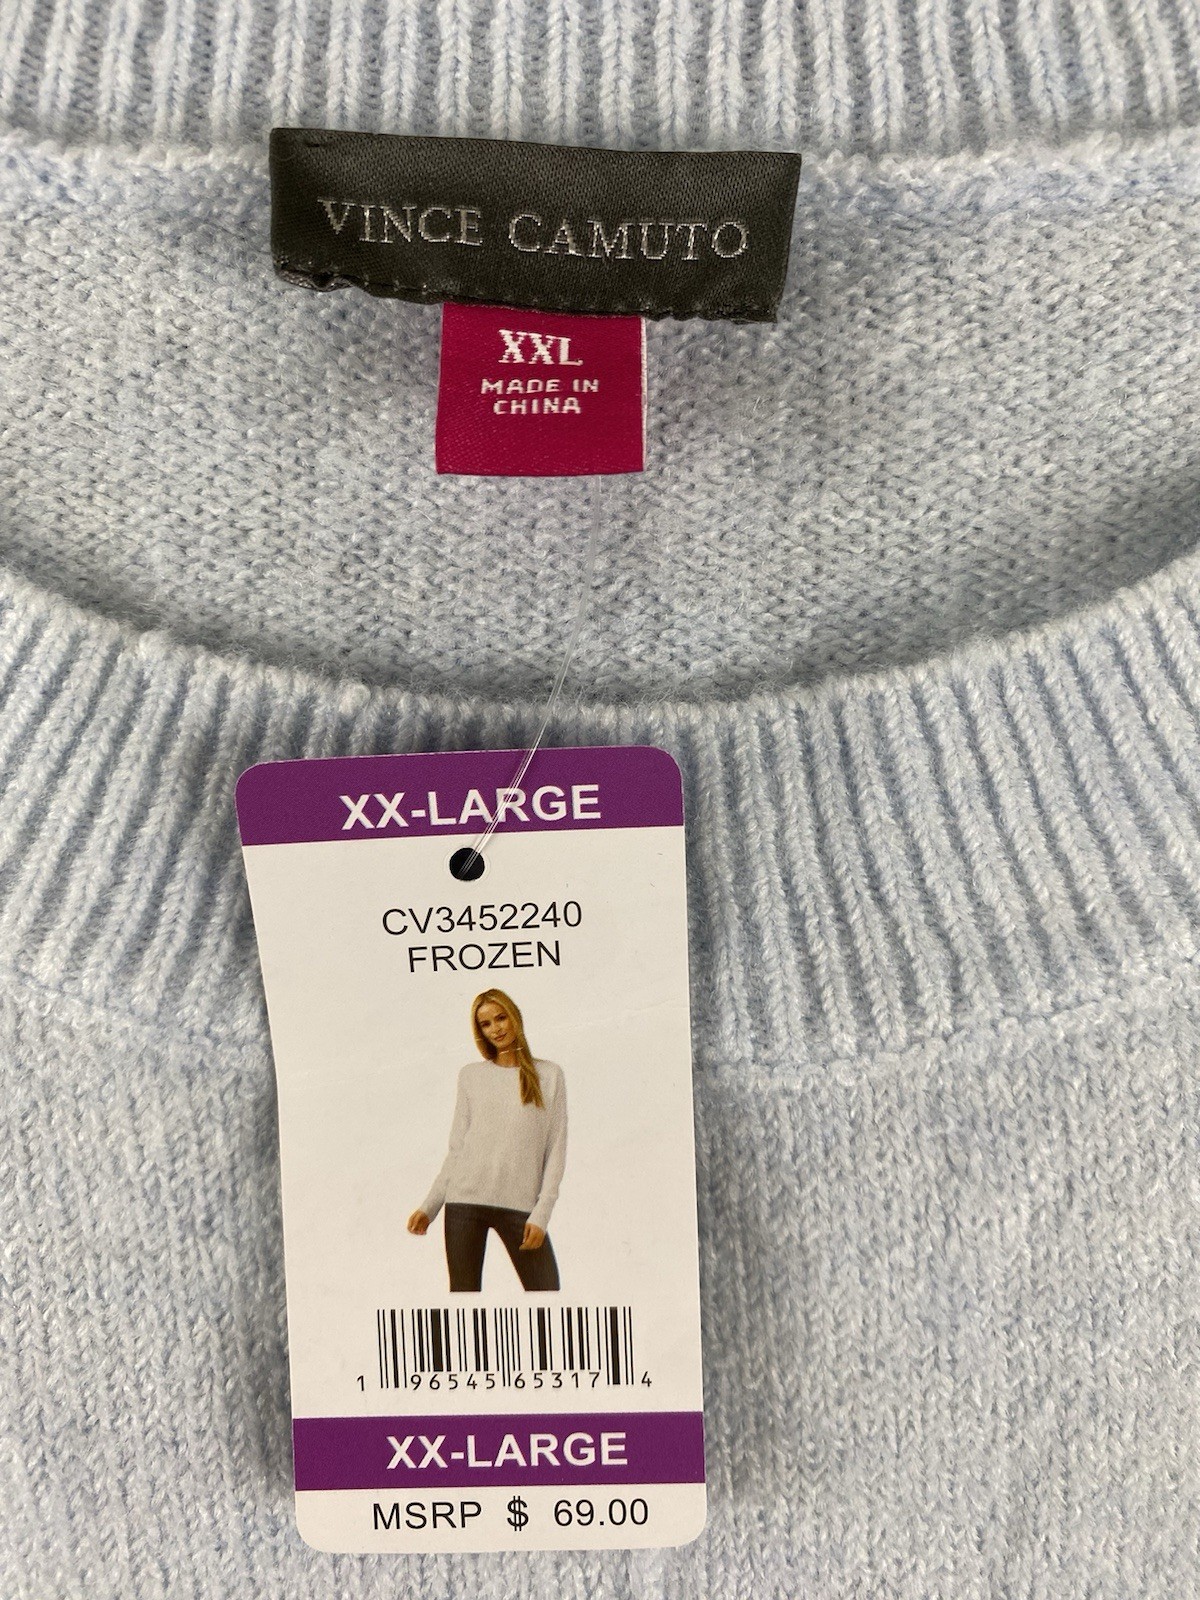 VINCE CAMUTO
XXL
MADE IN
CHINA
XX-LARGE
CV3452240
FROZEN
1 96545 65317 4
XX-LARGE
MSRP $ 69.00